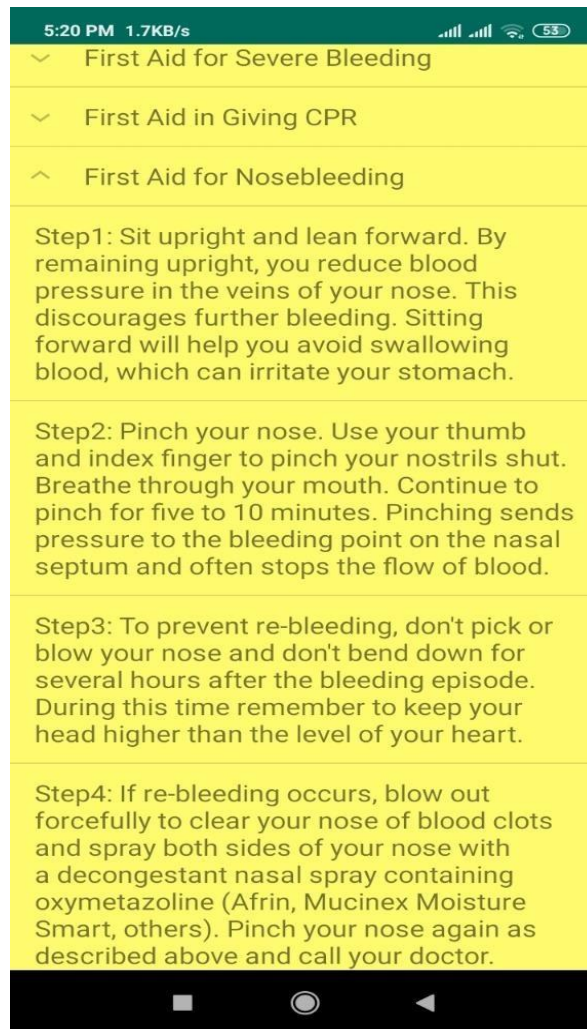 5:20 PM 1.7KB/s 53
First Aid for Severe Bleeding
First Aid in Giving CPR
First Aid for Nosebleeding
Step1: Sit upright and lean forward. By
remaining upright, you reduce blood
pressure in the veins of your nose. This
discourages further bleeding. Sitting
forward will help you avoid swallowing
blood, which can irritate your stomach.
Step2: Pinch your nose. Use your thumb
and index finger to pinch your nostrils shut.
Breathe through your mouth. Continue to
pinch for five to 10 minutes. Pinching sends
pressure to the bleeding point on the nasal
septum and often stops the flow of blood.
Step3: To prevent re-bleeding, don't pick or
blow your nose and don't bend down for
several hours after the bleeding episode.
During this time remember to keep your
head higher than the level of your heart.
Step4: If re-bleeding occurs, blow out
forcefully to clear your nose of blood clots
and spray both sides of your nose with
a decongestant nasal spray containing
oxymetazoline (Afrin, Mucinex Moisture
Smart, others). Pinch your nose again as
described above and call your doctor.